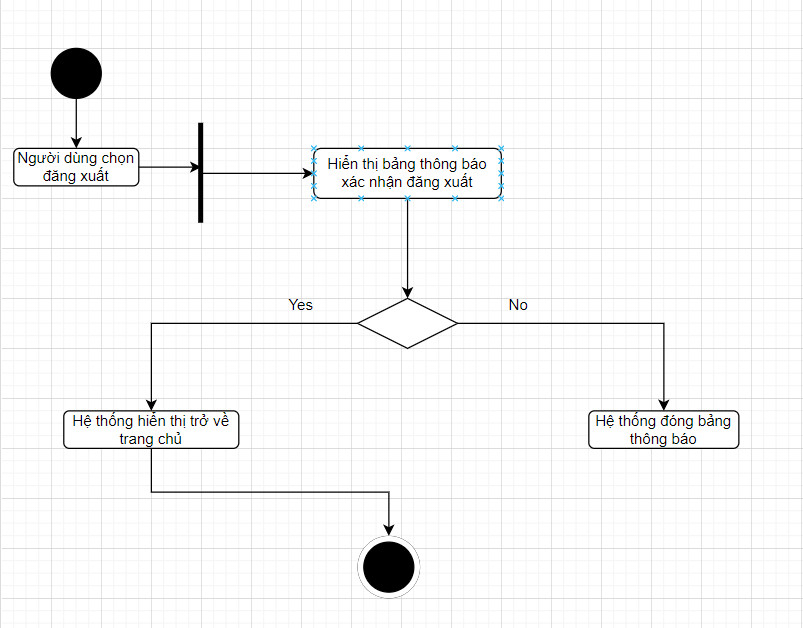 Người dùng chọn
đăng xuất
Hiển thị bảng thông báo
xác nhận đăng xuất
Yes
No
Hệ thống hiển thị trở về
trang chủ
Hệ thống đóng bảng
thông báo